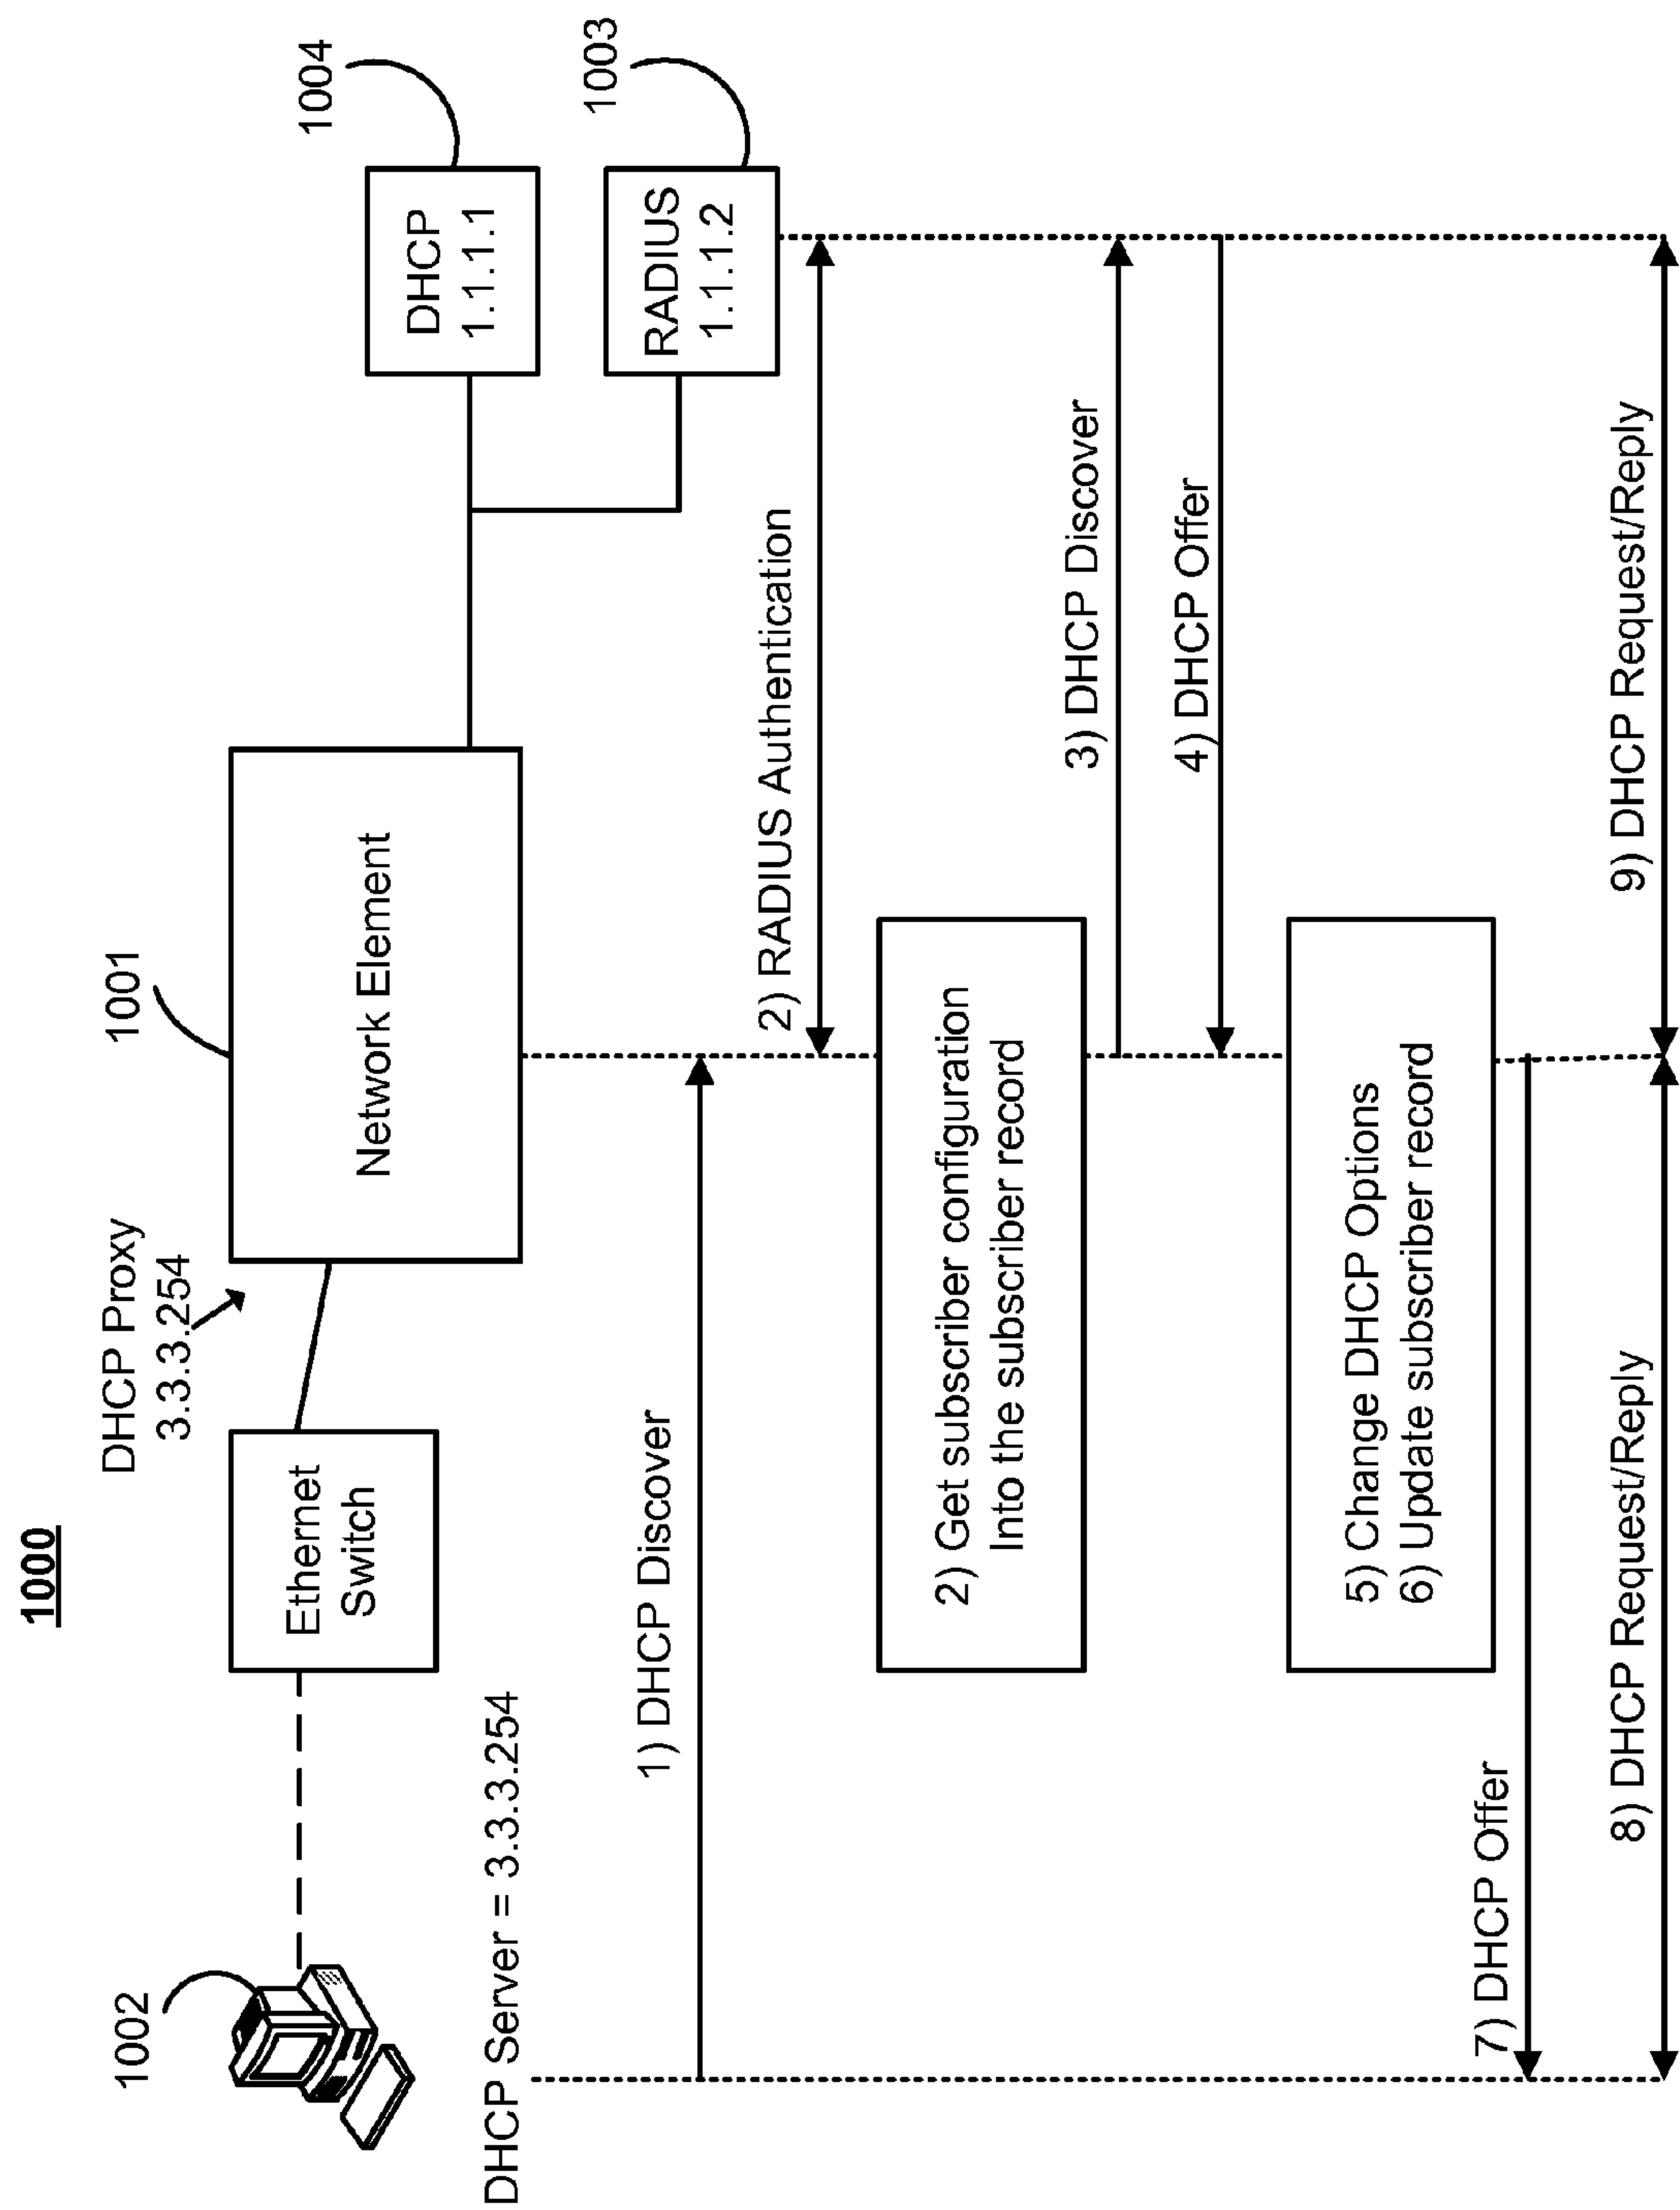 1000
DHCP Proxy
3.3.3.254
1001
1002
1004
1003
Ethernet
Switch
Network Element
DHCP
1.1.1.1
RADIUS
1.1.1.2
DHCP Server = 3.3.3.254
1) DHCP Discover
2) RADIUS Authentication
2) Get subscriber configuration
Into the subscriber record
3) DHCP Discover
4) DHCP Offer
5) Change DHCP Options
6) Update subscriber record
7) DHCP Offer
8) DHCP Request/Reply
9) DHCP Request/Reply